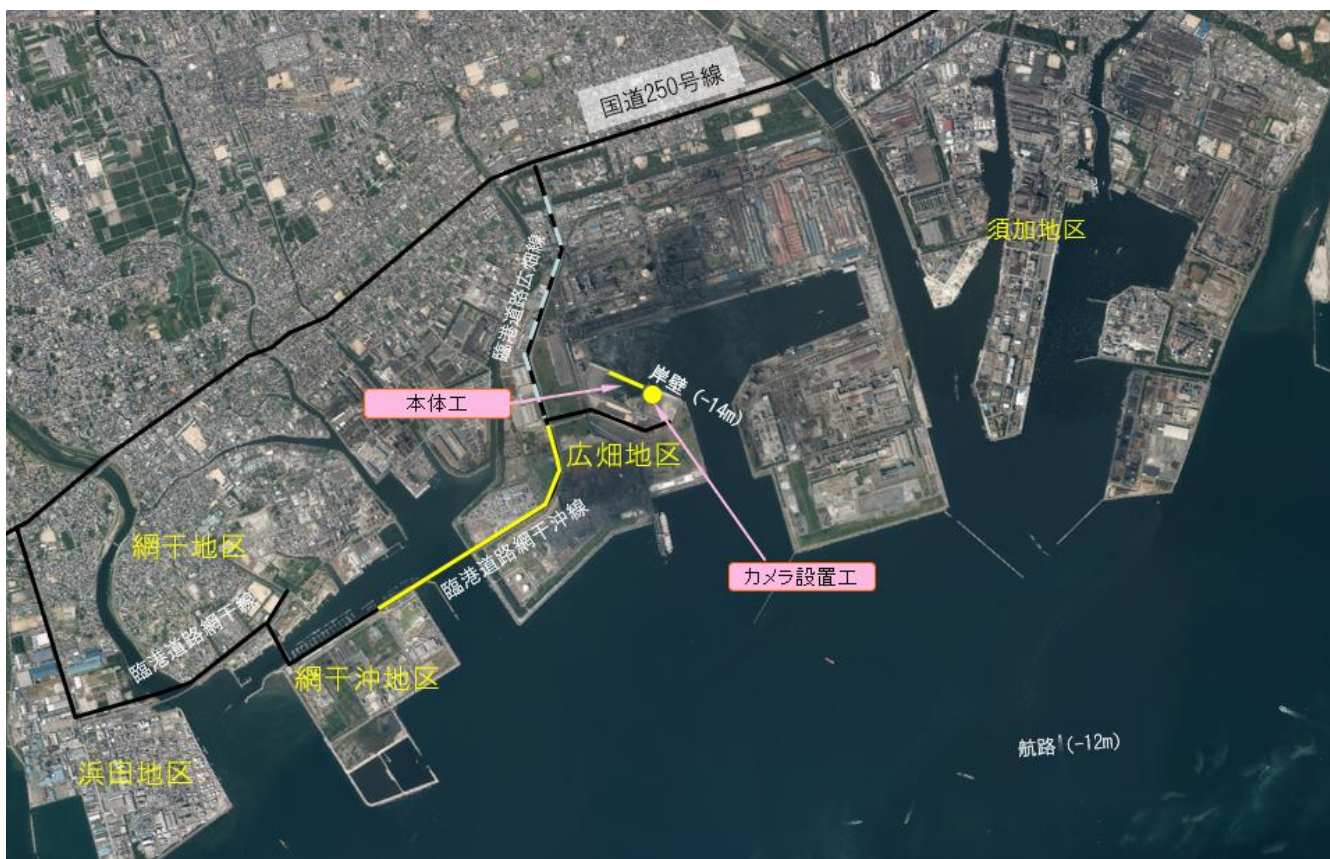 国道250号線
須加地区
臨港道路広畑線
岸壁 (-14m)
本体工
広畑地区
網干地区
臨港道路網干沖線
カメラ設置工
臨港道路網干線
網干沖地区
航路 (-12m)
浜田地区